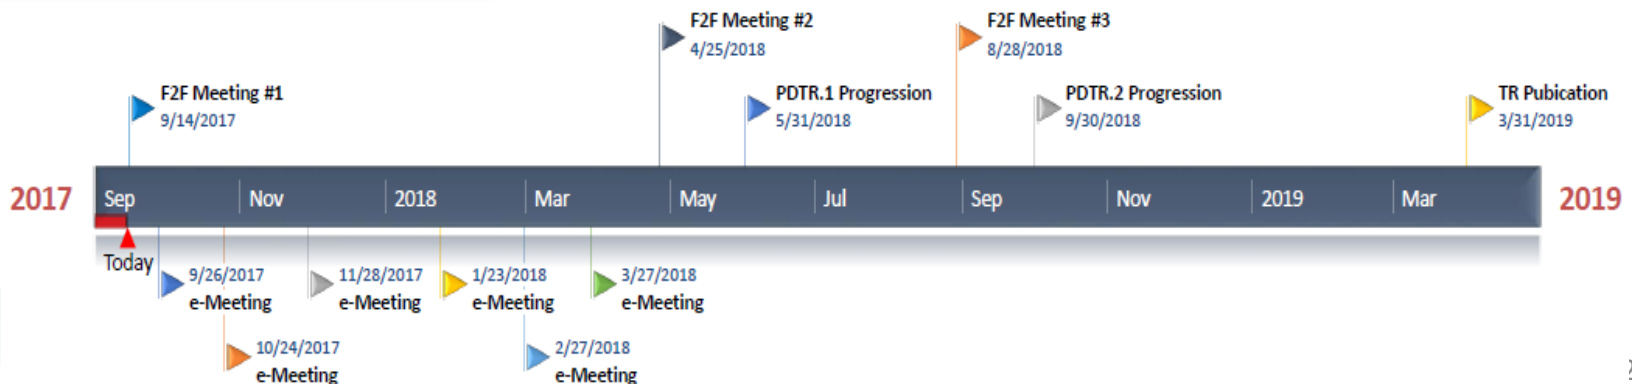 F2F Meeting #2
4/25/2018
F2F Meeting #3
8/28/2018
F2F Meeting #1
9/14/2017
PDTR.1 Progression
5/31/2018
PDTR.2 Progression
9/30/2018
TR Pubication
3/31/2019
2017 Sep Nov 2018 Mar May Jul Sep Nov 2019 Mar 2019
Today
9/26/2017
e-Meeting
11/28/2017
e-Meeting
1/23/2018
e-Meeting
3/27/2018
e-Meeting
10/24/2017
e-Meeting
2/27/2018
e-Meeting